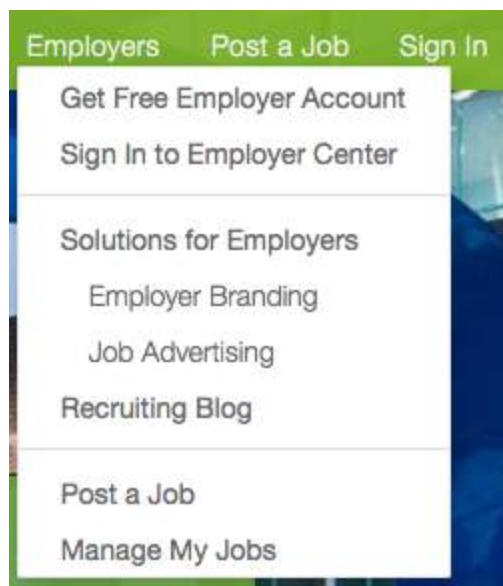 Employers Post a Job Sign In
Get Free Employer Account
Sign In to Employer Center
Solutions for Employers
Employer Branding
Job Advertising
Recruiting Blog
Post a Job
Manage My Jobs